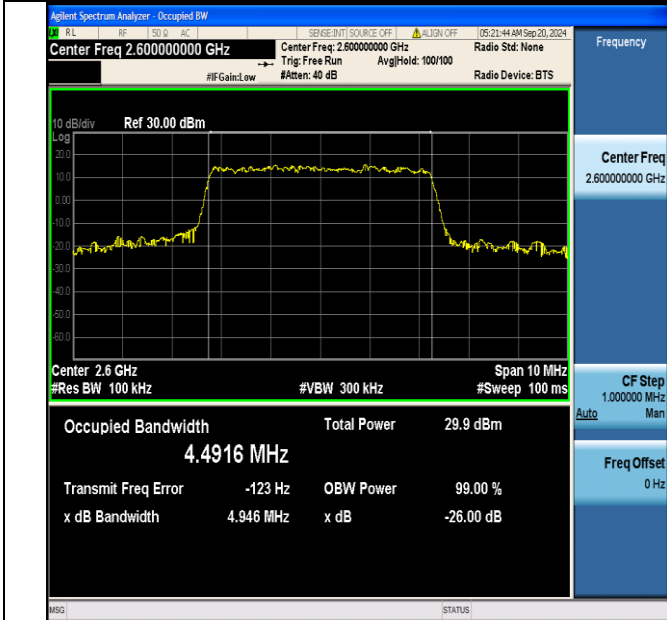 Agilent Spectrum Analyzer - Occupied BW
RL RF 50 Ω AC SENSE:INT SOURCE OFF ALIGN OFF 05:21:44 AM Sep 20, 2024
Center Freq 2.600000000 GHz
Center Freq: 2.600000000 GHz
Radio Std: None
Trig: Free Run Avg|Hold: 100/100
#IFGain:Low
#Atten: 40 dB
Radio Device: BTS
Frequency
10 dB/div Ref 30.00 dBm
Log
20.0
10.0
0.00
-10.0
-20.0
-30.0
-40.0
-50.0
-60.0
Center 2.6 GHz
Span 10 MHz
#Res BW 100 kHz
#VBW 300 kHz
#Sweep 100 ms
Center Freq
2.600000000 GHz
CF Step
1.000000 MHz
Auto Man
Freq Offset
0 Hz
Occupied Bandwidth
4.4916 MHz
Total Power 29.9 dBm
Transmit Freq Error -123 Hz
OBW Power 99.00 %
x dB Bandwidth 4.946 MHz
x dB -26.00 dB
MSG
STATUS